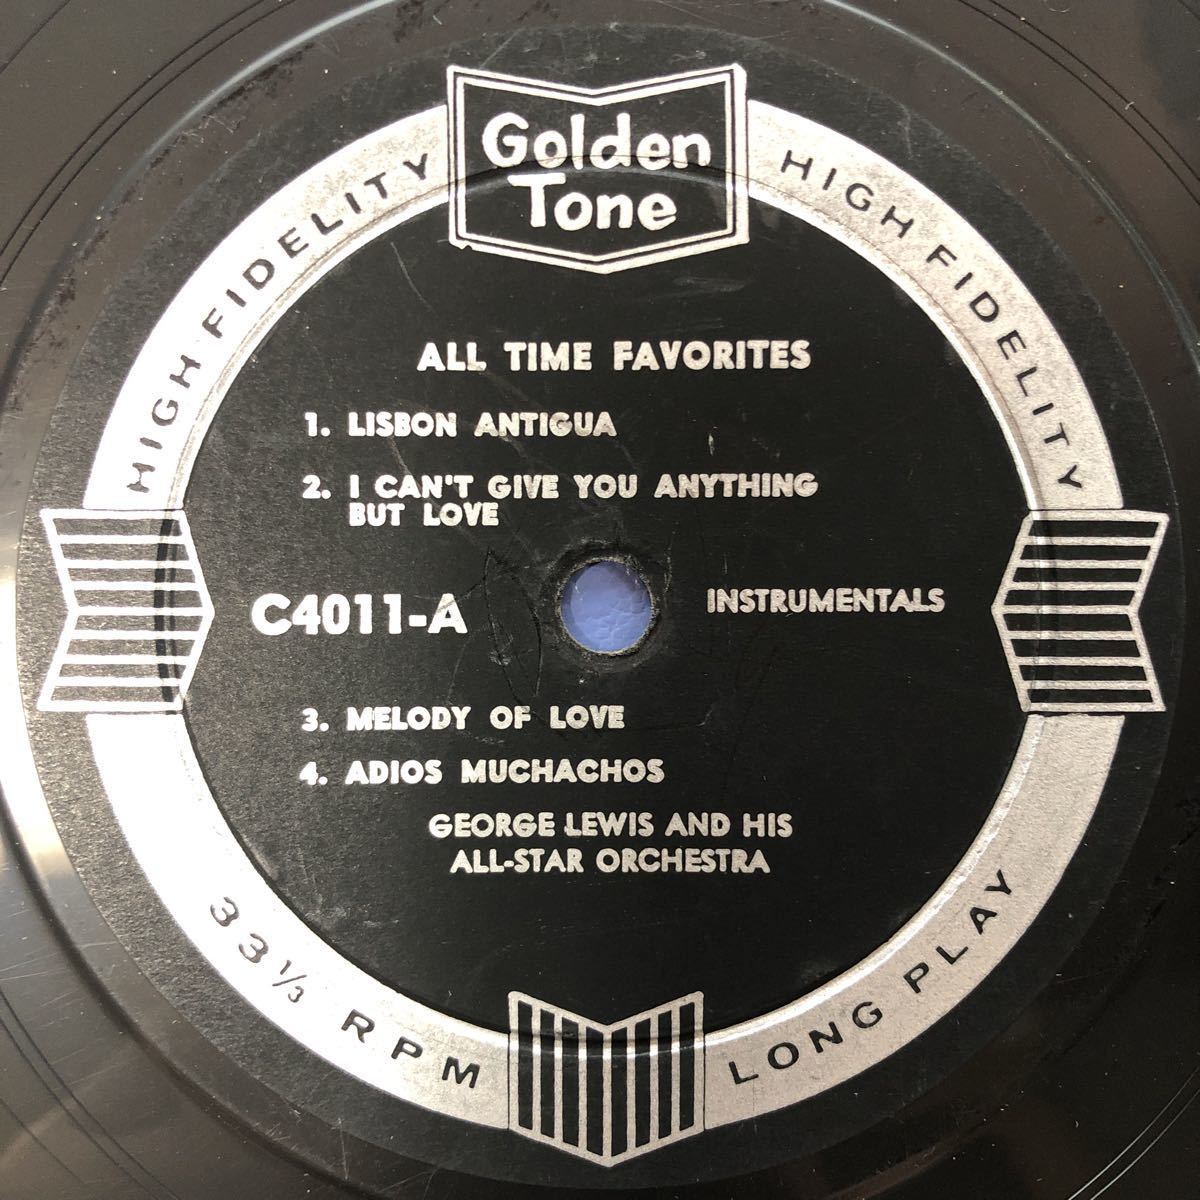 Golden
Tone
HIGH FIDELITY
HIGH FIDELITY
ALL TIME FAVORITES
1. LISBON ANTIGUA
2. I CAN'T GIVE YOU ANYTHING
BUT LOVE
C4011-A
INSTRUMENTALS
3. MELODY OF LOVE
4. ADIOS MUCHACHOS
GEORGE LEWIS AND HIS
ALL-STAR ORCHESTRA
33⅓ RPM
LONG PLAY